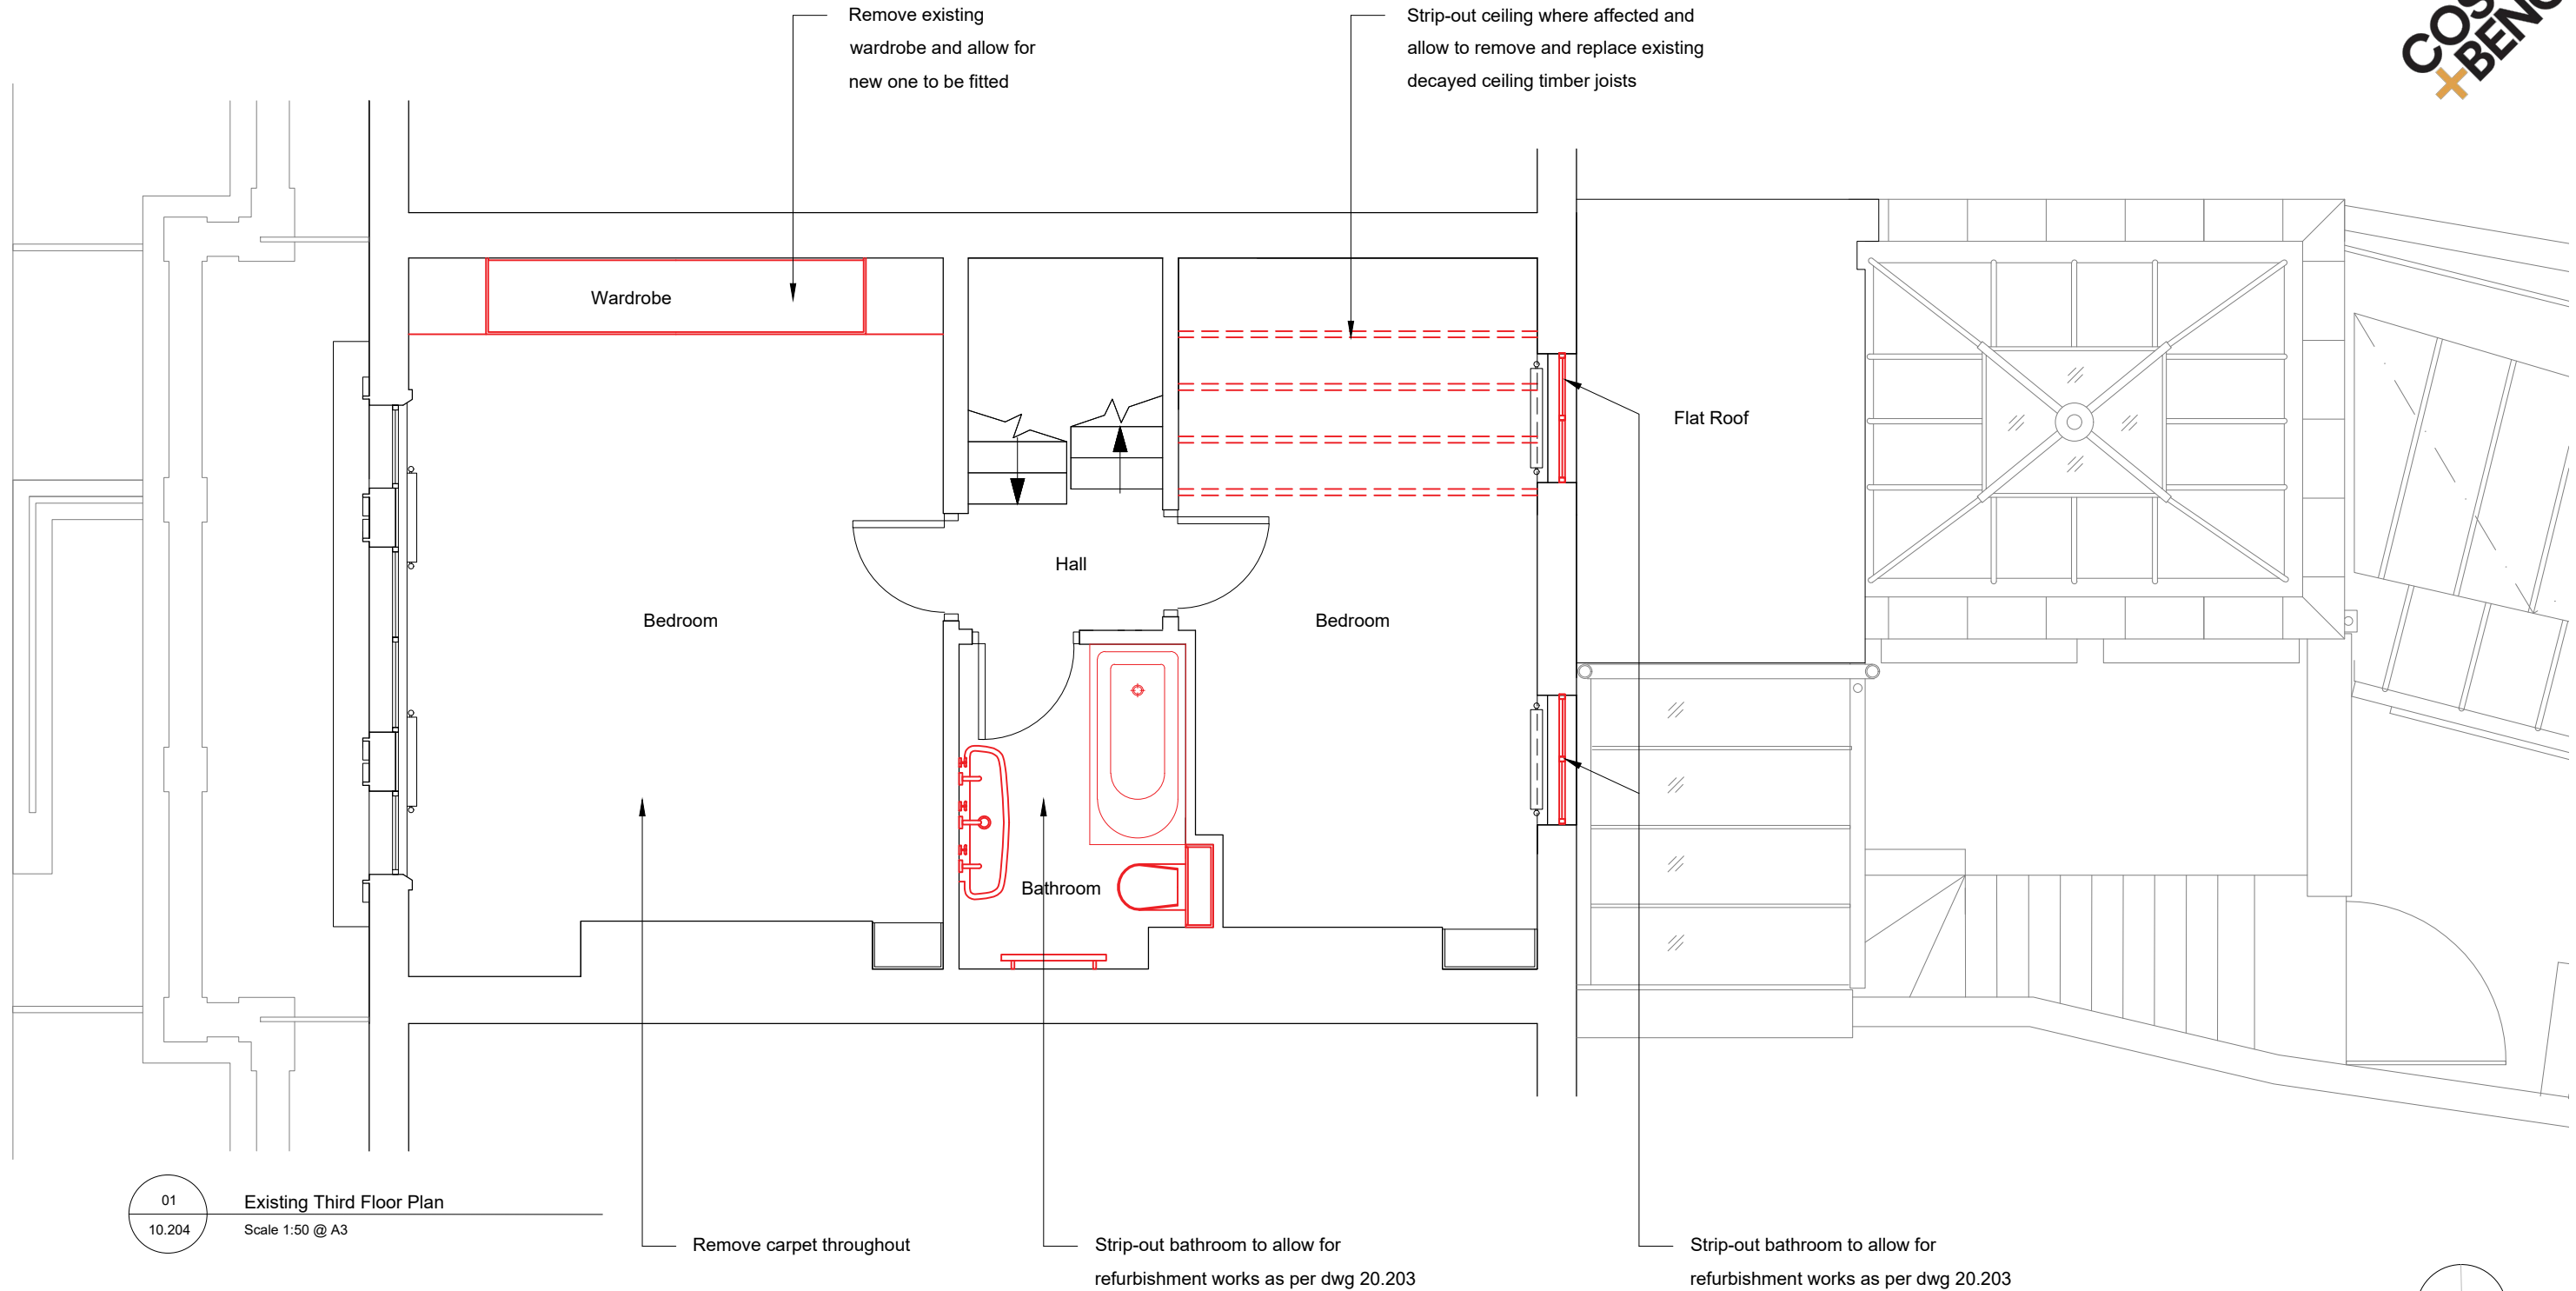 Remove existing
wardrobe and allow for
new one to be fitted
Strip-out ceiling where affected and
allow to remove and replace existing
decayed ceiling timber joists
Wardrobe
Flat Roof
Hall
Bedroom
Bedroom
Bathroom
01
10.204
Existing Third Floor Plan
Scale 1:50 @ A3
Remove carpet throughout
Strip-out bathroom to allow for
refurbishment works as per dwg 20.203
Strip-out bathroom to allow for
refurbishment works as per dwg 20.203